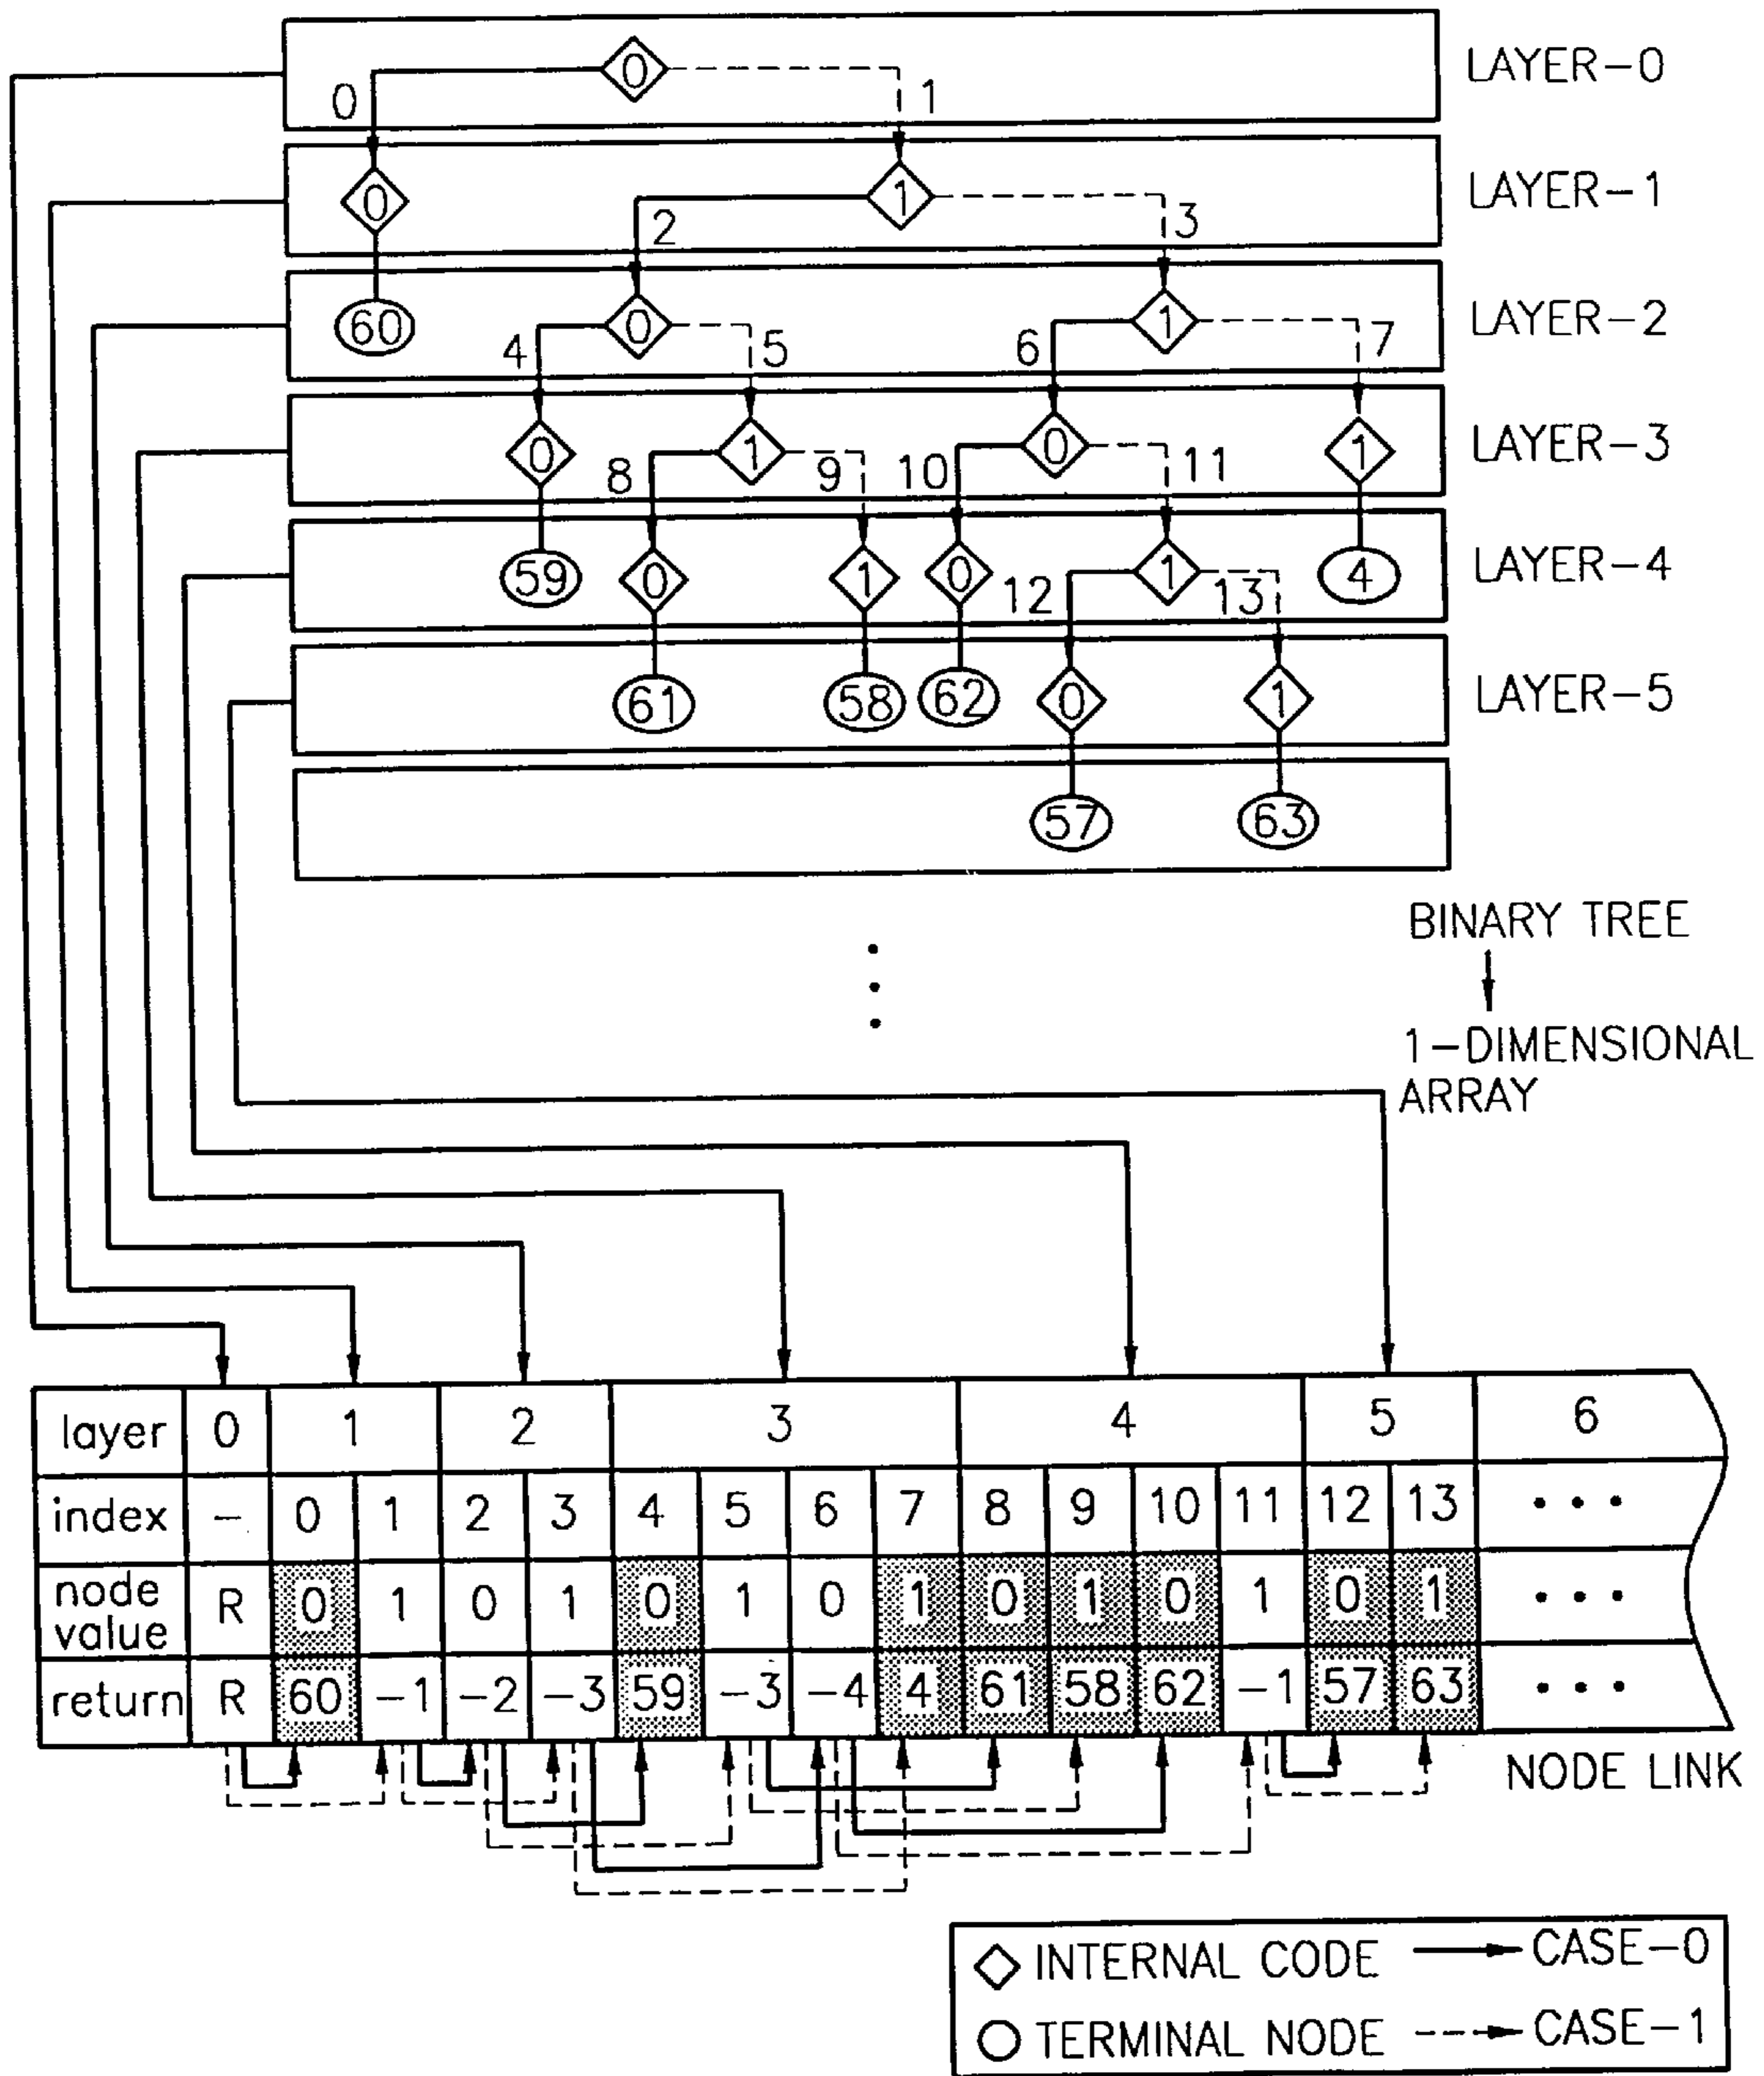 0 LAYER-0
0 1
0 1 LAYER-1
2 3
60 0 1 LAYER-2
4 5 6 7
0 1 0 1 LAYER-3
8 9 10 11
59 0 1 0 1 4 LAYER-4
12 13
61 58 62 0 1 LAYER-5
57 63
BINARY TREE
1-DIMENSIONAL
ARRAY
layer 0 1 2 3 4 5 6
index - 0 1 2 3 4 5 6 7 8 9 10 11 12 13 • • •
node value R 0 1 0 1 0 1 0 1 0 1 0 1 0 1 • • •
return R 60 -1 -2 -3 59 -3 -4 4 61 58 62 -1 57 63 • • •
NODE LINK
INTERNAL CODE CASE-0
TERMINAL NODE CASE-1